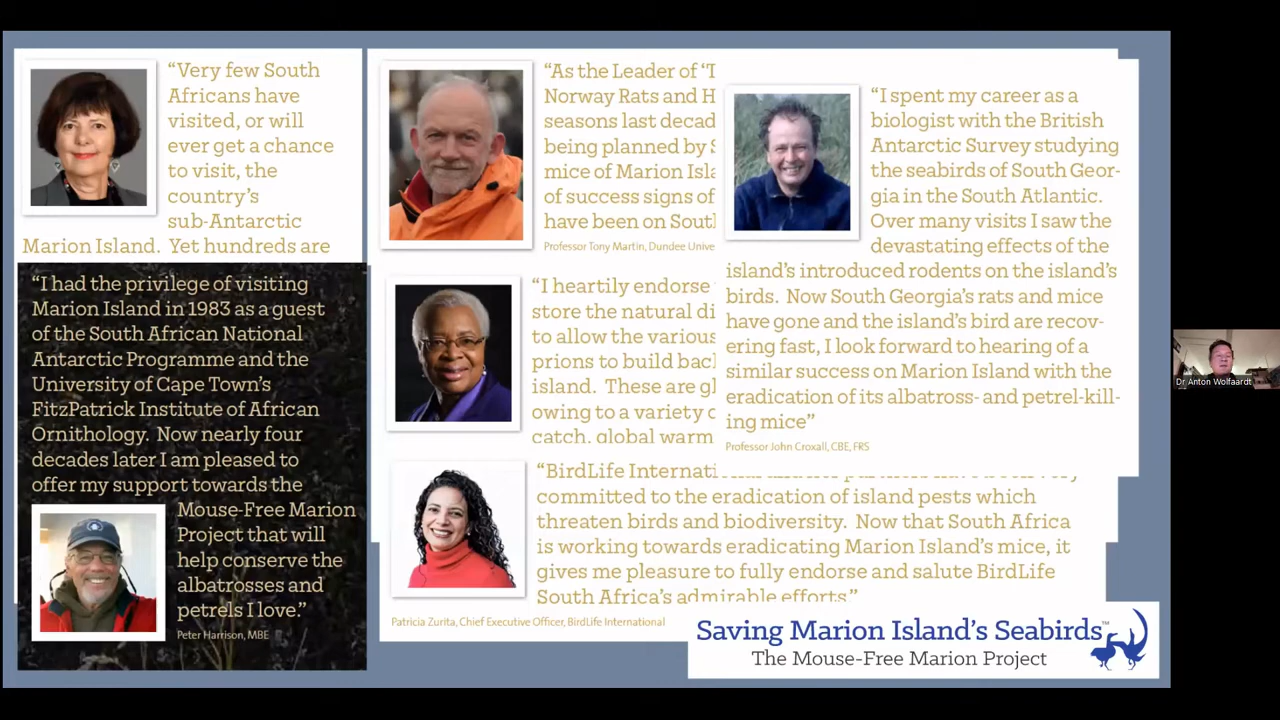 “Very few South
Africans have
visited, or will
ever get a chance
to visit, the
country’s
sub-Antarctic
Marion Island. Yet hundreds are
“I had the privilege of visiting
Marion Island in 1983 as a guest
of the South African National
Antarctic Programme and the
University of Cape Town’s
FitzPatrick Institute of African
Ornithology. Now nearly four
decades later I am pleased to
offer my support towards the
Mouse-Free Marion
Project that will
help conserve the
albatrosses and
petrels I love.”
Peter Harrison, MBE
“As the Leader of
Norway Rats and H
seasons last decad
being planned by S
mice of Marion Isla
of success signs of
have been on Sout
Professor Tony Martin, Dundee Unive
“I heartily endorse
store the natural di
to allow the various
prions to build bac
island. These are gl
owing to a variety o
catch, global warm
“BirdLife Internati
committed to the eradication of island pests which
threaten birds and biodiversity. Now that South Africa
is working towards eradicating Marion Island’s mice, it
gives me pleasure to fully endorse and salute BirdLife
South Africa’s admirable efforts.”
Patricia Zurita, Chief Executive Officer, BirdLife International
“I spent my career as a
biologist with the British
Antarctic Survey studying
the seabirds of South Geor-
gia in the South Atlantic.
Over many visits I saw the
devastating effects of the
island’s introduced rodents on the island’s
birds. Now South Georgia’s rats and mice
have gone and the island’s bird are recov-
ering fast, I look forward to hearing of a
similar success on Marion Island with the
eradication of its albatross- and petrel-kill-
ing mice”
Professor John Croxall, CBE, FRS
Saving Marion Island’s Seabirds™
The Mouse-Free Marion Project
Dr Anton Wolfaardt